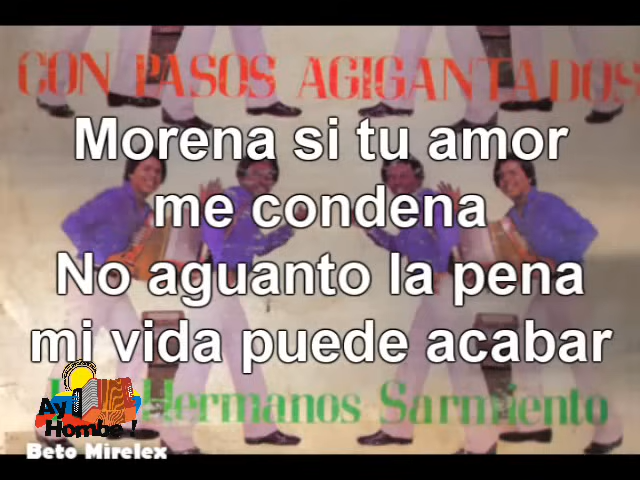 CON PASOS AGIGANTADOS
Morena si tu amor
me condena
No aguanto la pena
mi vida puede acabar
Hermanos Sarmiento
Ay
Hombe !
Beto Mirelex